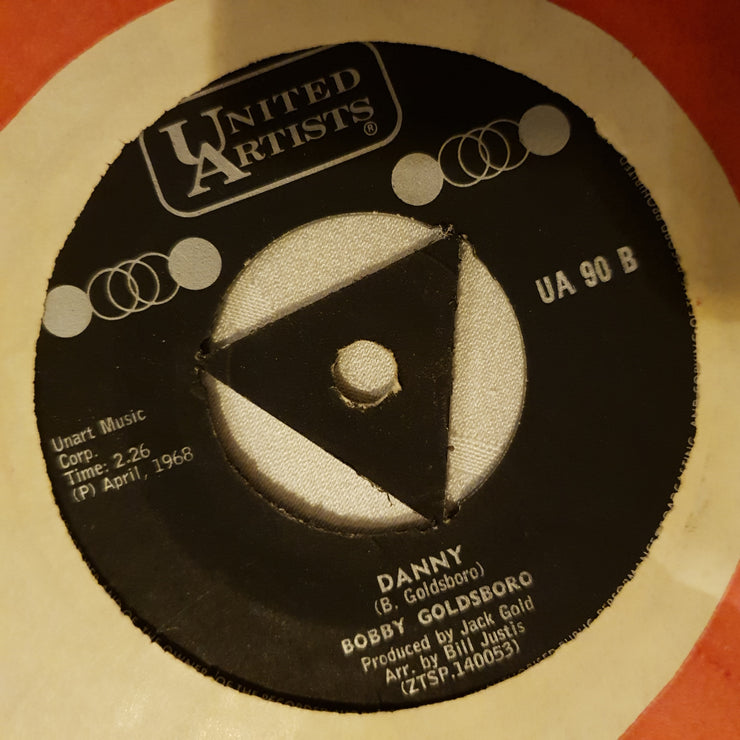 UNITED
ARTISTS®
UA 90 B
Unart Music
Corp.
Time: 2.26
(P) April, 1968
DANNY
(B. Goldsboro)
BOBBY GOLDSBORO
Produced by Jack Gold
Arr. by Bill Justis
(ZTSP.140053)